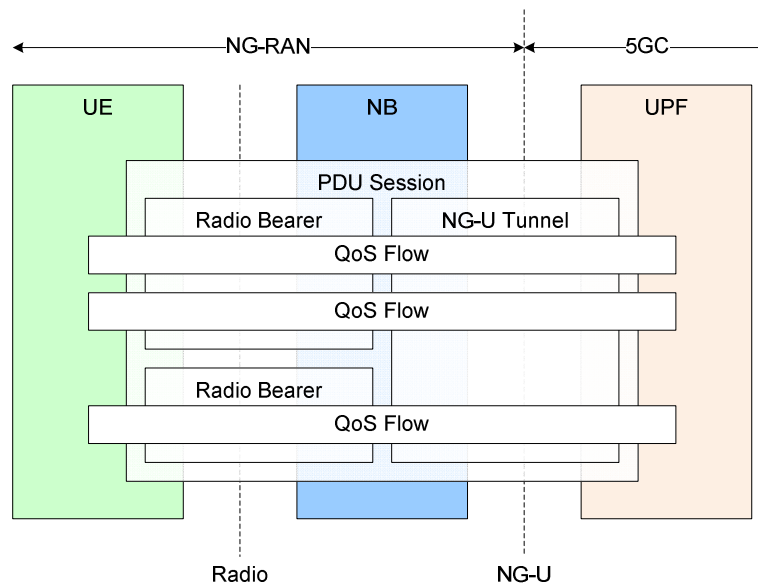 NG-RAN 5GC
UE NB UPF
PDU Session
Radio Bearer NG-U Tunnel
QoS Flow
QoS Flow
Radio Bearer
QoS Flow
Radio NG-U